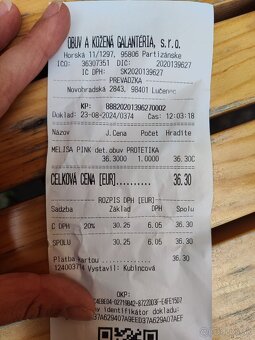 OBUV A KOŽENÁ GALANTERIA, s.r.o.
Horská 11/1297, 95806 Partizánske
IČO: 36307351 DIČ: 2020139627
IČ DPH: SK2020139627
PREVÁDZKA
Novohradská 2843, 98401 Lučenec
KP: 88820201396270002
Doklad: 23-08-2024/0374 12:03:18
Názov J.Cena Počet Hradíte
MELISA PINK det.obuv PROTETIKA
36.3000 1.0000 36.30C
CELKOVÁ CENA [EUR].......... 36.30
ROZPIS DPH [EUR]
Sadzba Základ DPH Spolu
C DPH 20% 30.25 6.05 36.30
SPOLU 30.25 6.05 36.30
Platba kartou 36.30
Vystavil: Kubincová
OKP:
identifikátor dokladu: